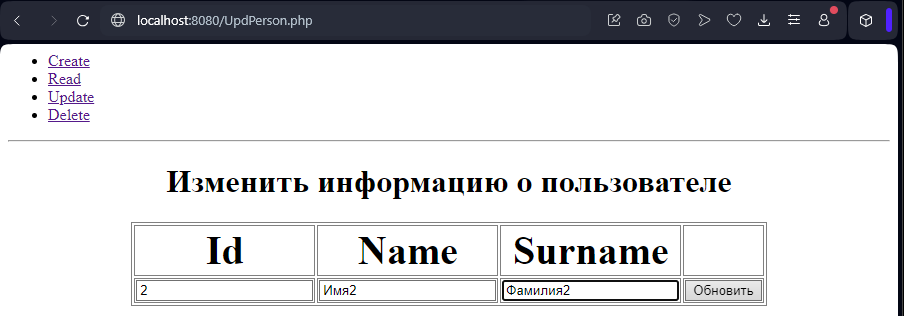 localhost:8080/UpdPerson.php
Create
Read
Update
Delete
Изменить информацию о пользователе
Id Name Surname
2 Имя2 Фамилия2 Обновить